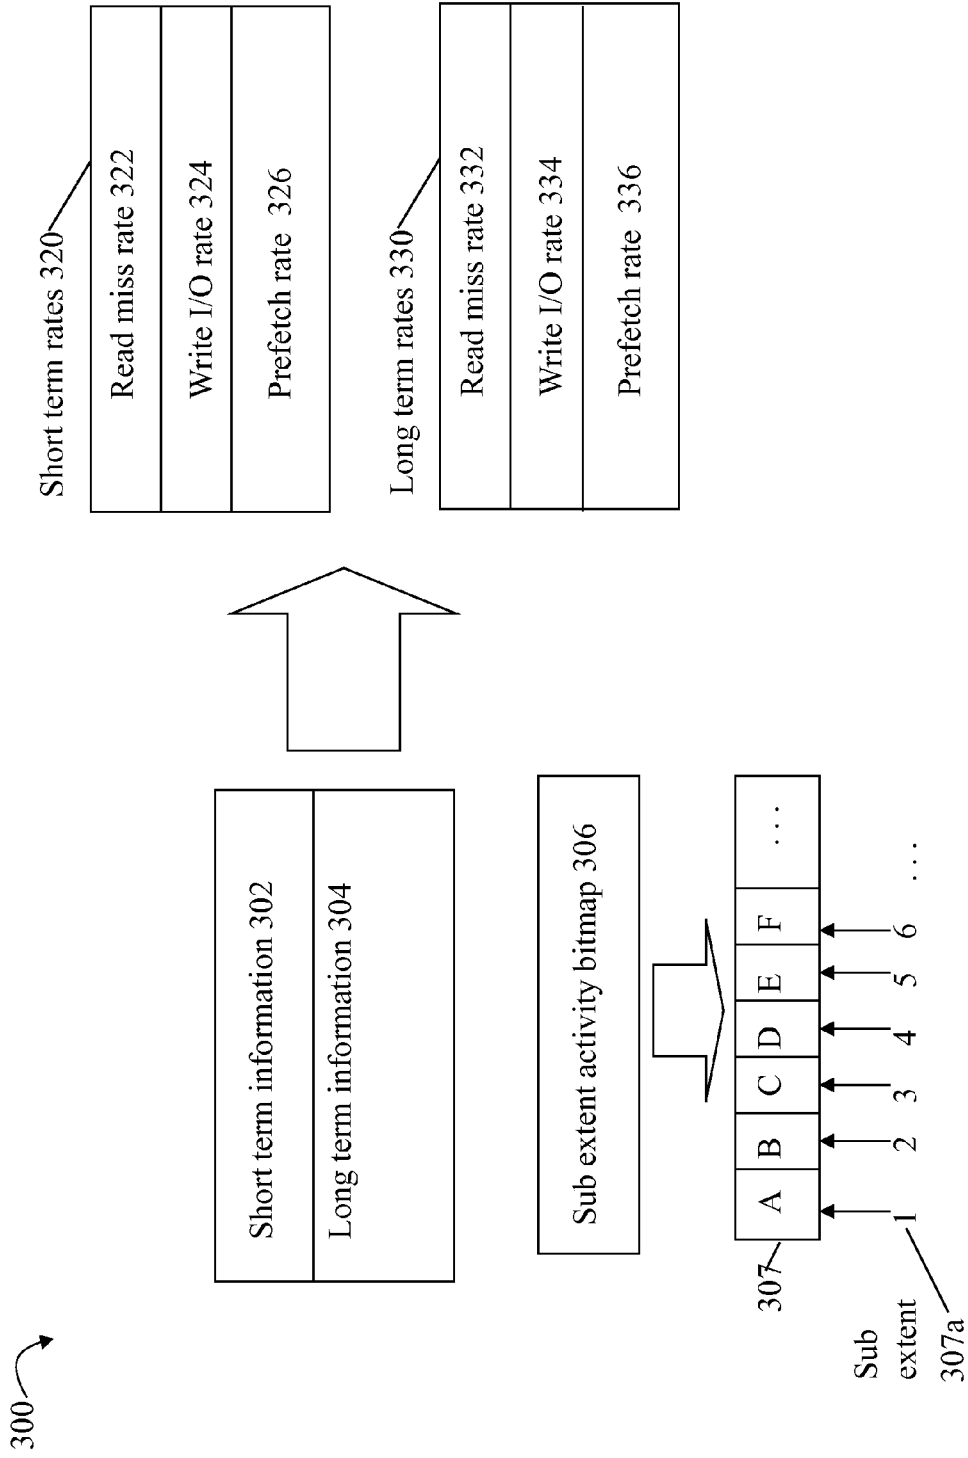 300
Short term information 302
Long term information 304
Short term rates 320
Read miss rate 322
Write I/O rate 324
Prefetch rate 326
Long term rates 330
Read miss rate 332
Write I/O rate 334
Prefetch rate 336
Sub extent activity bitmap 306
307
A B C D E F ...
Sub
extent
1 2 3 4 5 6 ...
307a